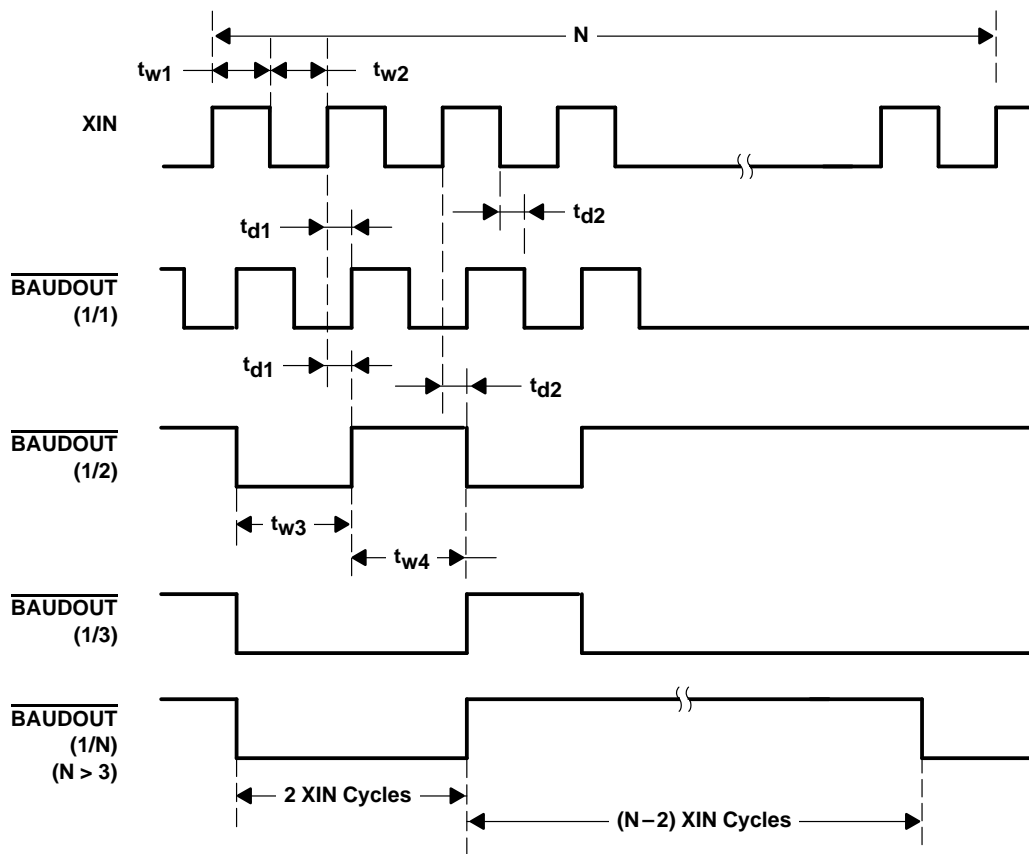 N
tw1
tw2
XIN
td1
td2
BAUDOUT
(1/1)
td1
td2
BAUDOUT
(1/2)
tw3
tw4
BAUDOUT
(1/3)
BAUDOUT
(1/N)
(N > 3)
2 XIN Cycles
(N−2) XIN Cycles